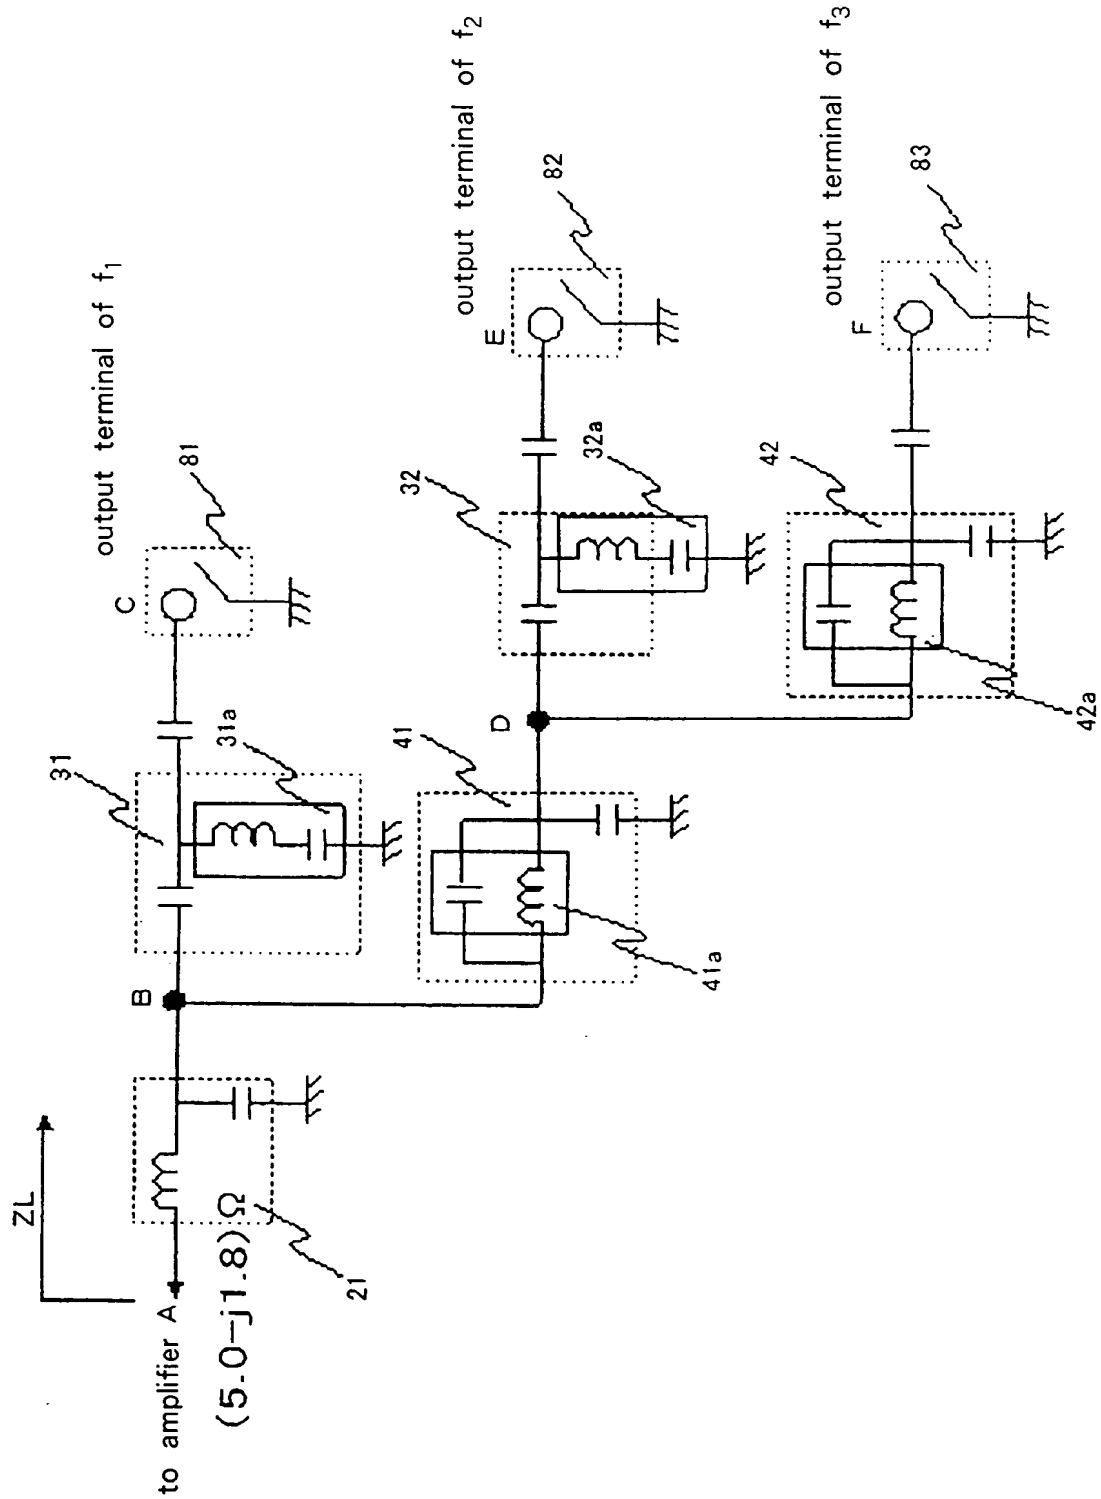 ZL
to amplifier A
(5.0-j1.8)Ω
21
B
31
31a
C
81
output terminal of f1
41
41a
D
32
32a
E
82
output terminal of f2
42
42a
F
83
output terminal of f3